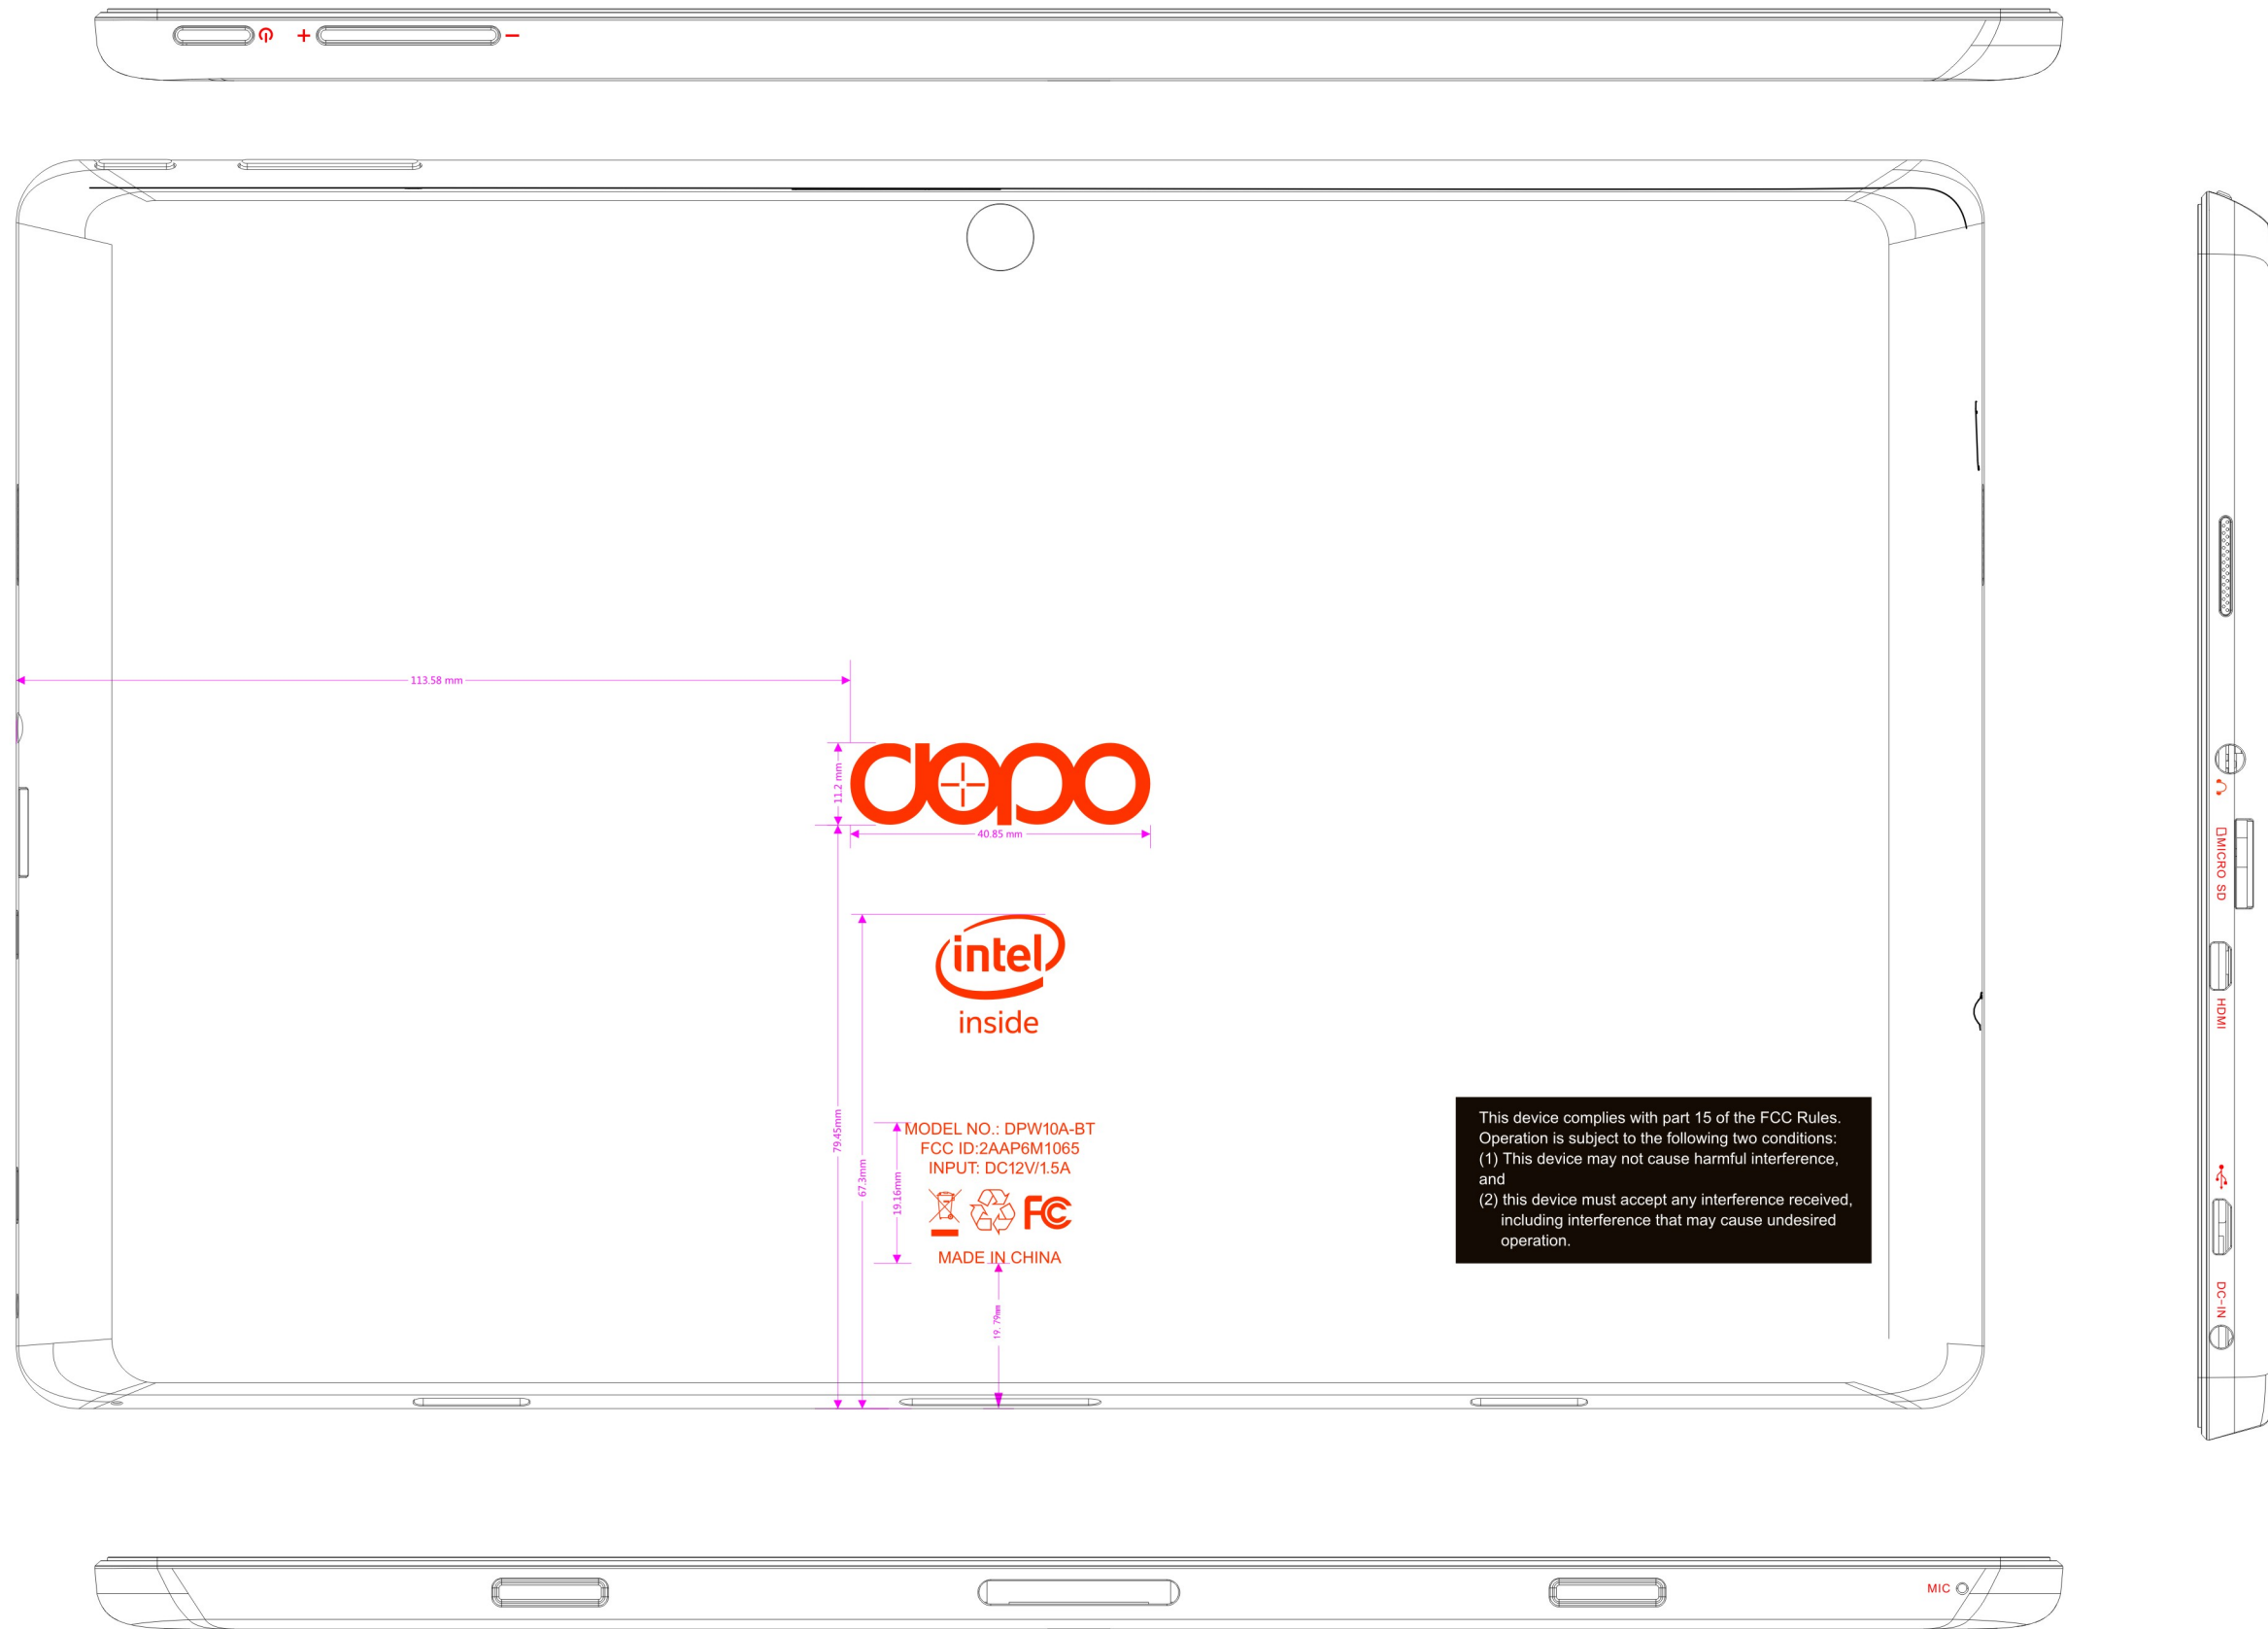 + −
113.58 mm
dopo
11.2 mm
40.85 mm
intel
inside
79.45mm
67.3mm
19.16mm
MODEL NO.: DPW10A-BT
FCC ID:2AAP6M1065
INPUT: DC12V/1.5A
FC
MADE IN CHINA
19.79mm
This device complies with part 15 of the FCC Rules.
Operation is subject to the following two conditions:
(1) This device may not cause harmful interference,
and
(2) this device must accept any interference received,
including interference that may cause undesired
operation.
MICRO SD
HDMI
DC-IN
MIC